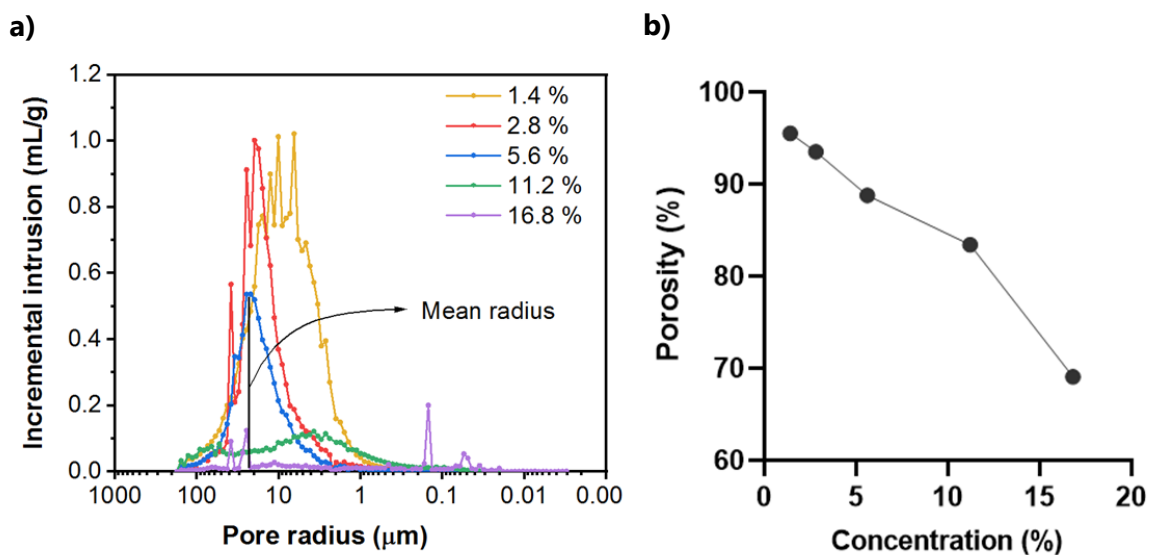 a)
1.2
1.0
0.8
0.6
0.4
0.2
0.0
Incremental intrusion (mL/g)
1.4 %
2.8 %
5.6 %
11.2 %
16.8 %
Mean radius
1000 100 10 1 0.1 0.01 0.00
Pore radius (μm)
b)
100
90
80
70
60
Porosity (%)
0 5 10 15 20
Concentration (%)